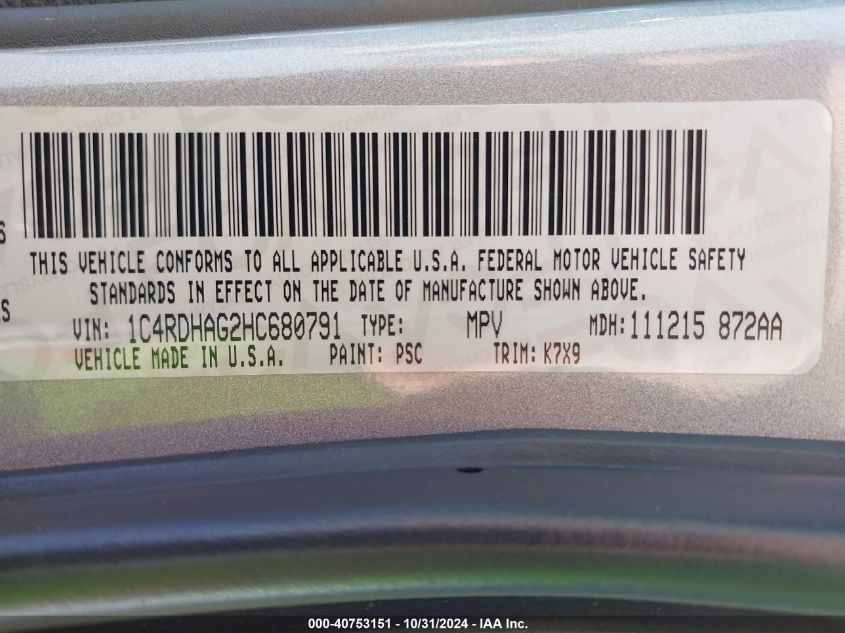 S
THIS VEHICLE CONFORMS TO ALL APPLICABLE U.S.A. FEDERAL MOTOR VEHICLE SAFETY
STANDARDS IN EFFECT ON THE DATE OF MANUFACTURE SHOWN ABOVE.
S
VIN: 1C4RDHAG2HC680791 TYPE: MPV MDH:111215 872AA
VEHICLE MADE IN U.S.A. PAINT: PSC TRIM:K7X9
000-40753151 - 10/31/2024 - IAA Inc.